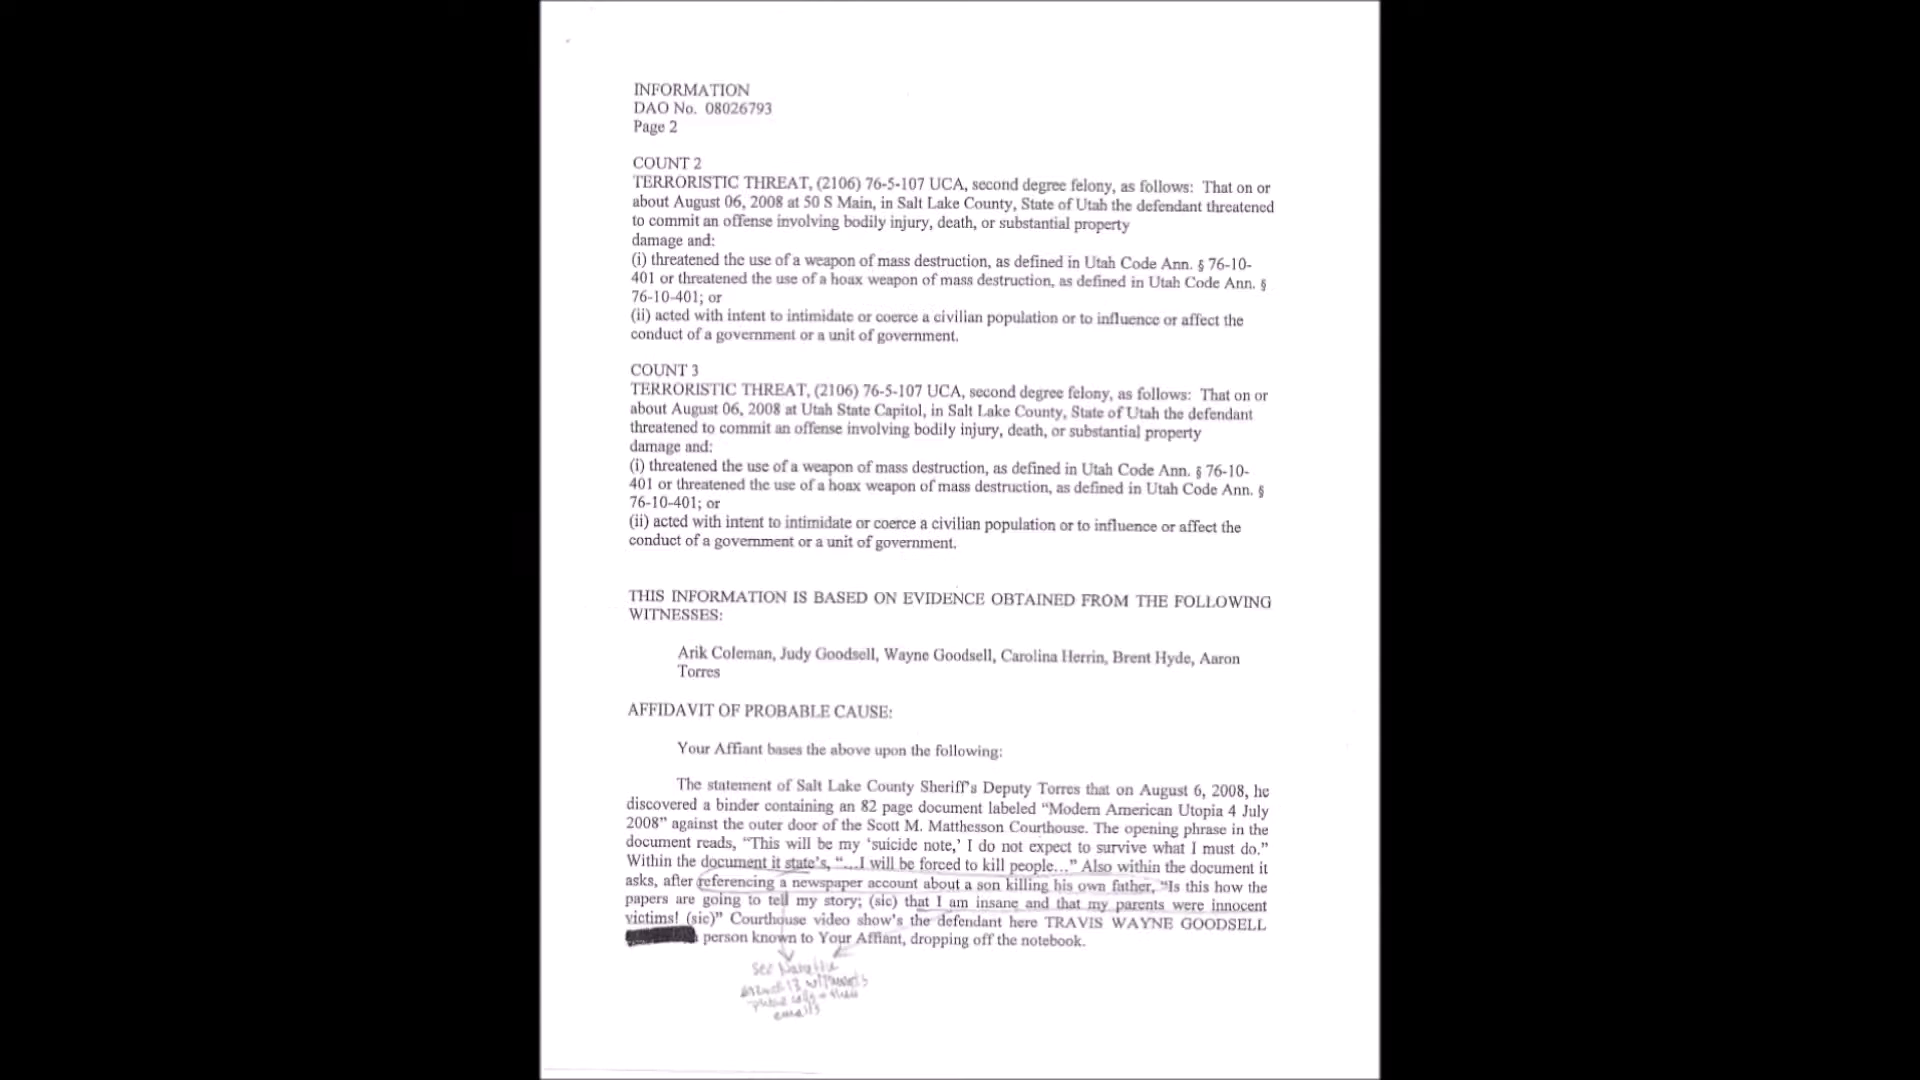 INFORMATION
DAO No. 08026793
Page 2
COUNT 2
TERRORISTIC THREAT, (2106) 76-5-107 UCA, second degree felony, as follows: That on or
about August 06, 2008 at 50 S Main, in Salt Lake County, State of Utah the defendant threatened
to commit an offense involving bodily injury, death, or substantial property
damage and:
(i) threatened the use of a weapon of mass destruction, as defined in Utah Code Ann. § 76-10-
401 or threatened the use of a hoax weapon of mass destruction, as defined in Utah Code Ann. §
76-10-401; or
(ii) acted with intent to intimidate or coerce a civilian population or to influence or affect the
conduct of a government or a unit of government.
COUNT 3
TERRORISTIC THREAT, (2106) 76-5-107 UCA, second degree felony, as follows: That on or
about August 06, 2008 at Utah State Capitol, in Salt Lake County, State of Utah the defendant
threatened to commit an offense involving bodily injury, death, or substantial property
damage and:
(i) threatened the use of a weapon of mass destruction, as defined in Utah Code Ann. § 76-10-
401 or threatened the use of a hoax weapon of mass destruction, as defined in Utah Code Ann. §
76-10-401; or
(ii) acted with intent to intimidate or coerce a civilian population or to influence or affect the
conduct of a government or a unit of government.
THIS INFORMATION IS BASED ON EVIDENCE OBTAINED FROM THE FOLLOWING
WITNESSES:
Arik Coleman, Judy Goodsell, Wayne Goodsell, Carolina Herrin, Brent Hyde, Aaron
Torres
AFFIDAVIT OF PROBABLE CAUSE:
Your Affiant bases the above upon the following:
The statement of Salt Lake County Sheriff's Deputy Torres that on August 6, 2008, he
discovered a binder containing an 82 page document labeled “Modern American Utopia 4 July
2008” against the outer door of the Scott M. Matthesson Courthouse. The opening phrase in the
document reads, “This will be my ‘suicide note,’ I do not expect to survive what I must do.”
Within the document it state's, “...I will be forced to kill people...” Also within the document it
asks, after referencing a newspaper account about a son killing his own father, “Is this how the
papers are going to tell my story; (sic) that I am insane and that my parents were innocent
victims! (sic)” Courthouse video show's the defendant here TRAVIS WAYNE GOODSELL
person known to Your Affiant, dropping off the notebook.
see
emails